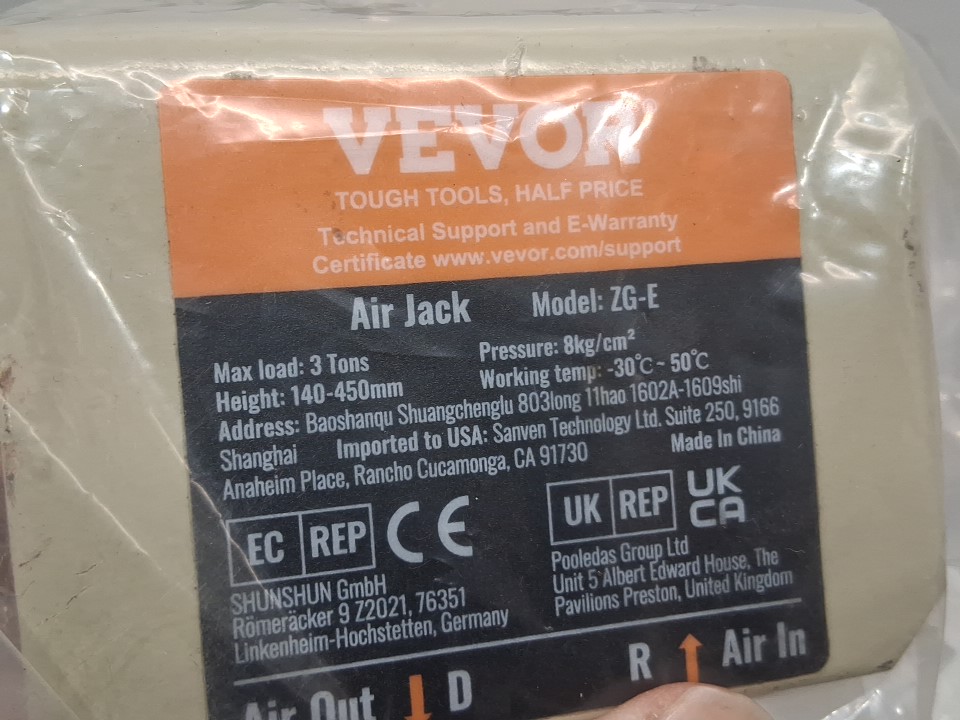 VEVOR®
TOUGH TOOLS, HALF PRICE
Technical Support and E-Warranty
Certificate www.vevor.com/support
Air Jack Model: ZG-E
Max load: 3 Tons Pressure: 8kg/cm²
Height: 140-450mm Working temp: -30℃~ 50℃
Address: Baoshanqu Shuangchenglu 803long 11hao 1602A-1609shi
Shanghai Imported to USA: Sanven Technology Ltd. Suite 250, 9166
Anaheim Place, Rancho Cucamonga, CA 91730 Made In China
EC REP CE
SHUNSHUN GmbH
Römeräcker 9 Z2021, 76351
Linkenheim-Hochstetten, Germany
UK REP UK
CA
Pooledas Group Ltd
Unit 5 Albert Edward House, The
Pavilions Preston, United Kingdom
Air Out D R Air In